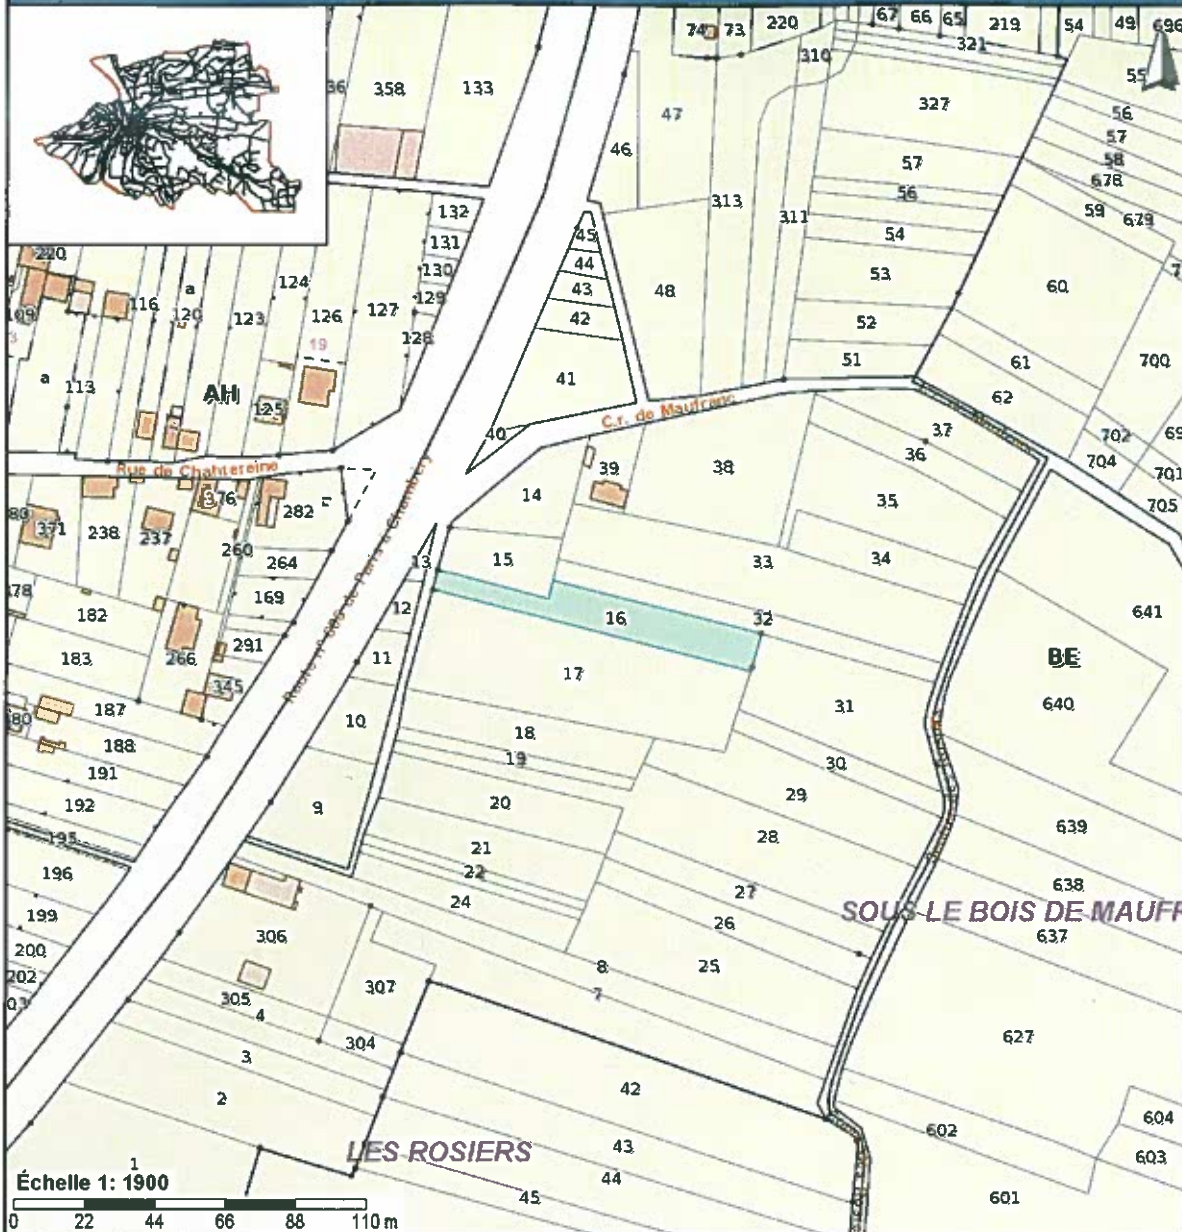 74 73 220 67 66 65 219 54 49 696
36 358 133 310 321 55
47 327 56
46 57 57
56 58
678
132 313 311 54 59 679
220 131 45
124 130 44 53 60
116 a 129 43 48
109 120 123 126 127 42 52
19 128 51 61 700
a 113 41 62
AH 125 37 702 69
40 C.r. de Maufranc 36 704 701
Rue de Chantereine 39 38 705
376 282 14 35
371 238 237 260 33 34
264 13 15
178 169 12 16 32 641
182 291 11 BE
183 266 17
345 31 640
187 10 18
188 19 30
191 20 29
192 9 28 639
195 21
196 22 27 638
199 24 26 SOUS LE BOIS DE MAUFR
200 306 25 637
202 8
305 307 7
4 304 627
3 42
2 602 604
LES ROSIERS 43 603
1 44
45 601
Échelle 1: 1900
0 22 44 66 88 110 m